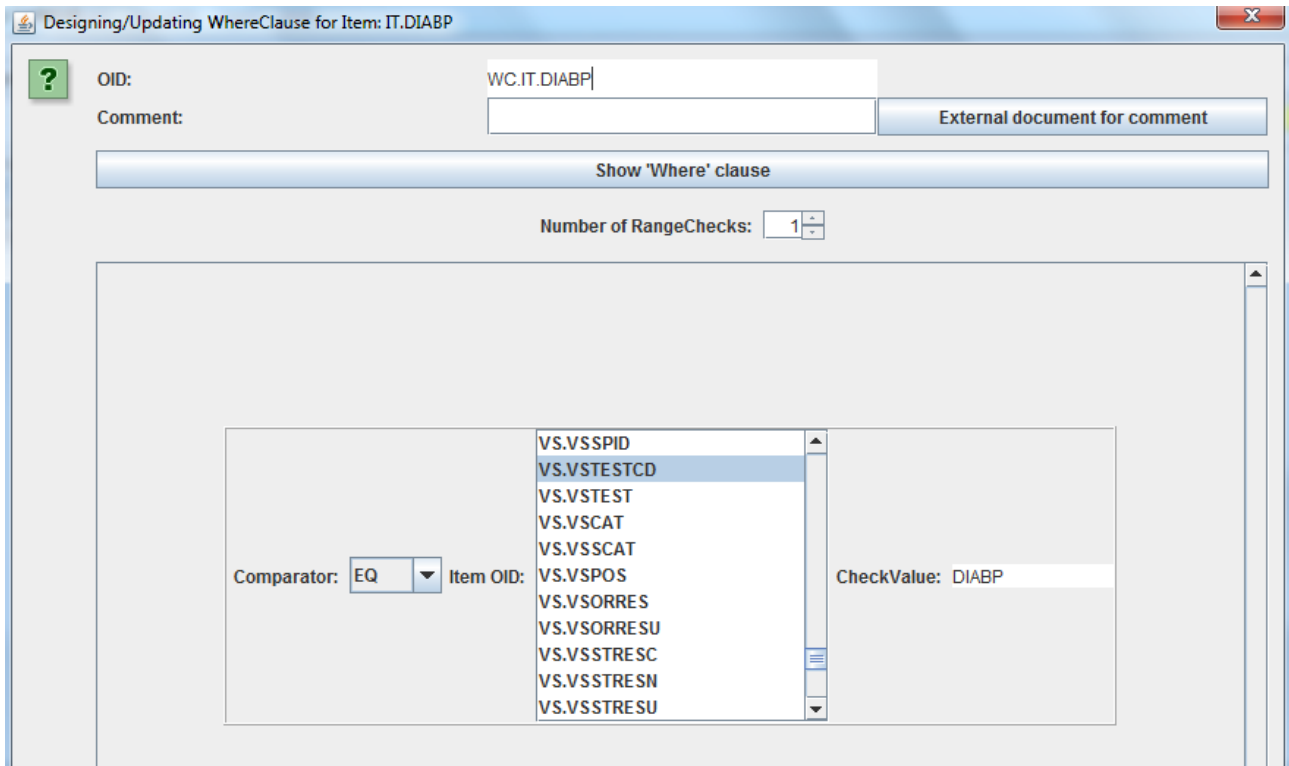 Designing/Updating WhereClause for Item: IT.DIABP
X
?
OID: WC.IT.DIABP
Comment: External document for comment
Show 'Where' clause
Number of RangeChecks: 1
VS.VSSPID
VS.VSTESTCD
VS.VSTEST
VS.VSCAT
VS.VSSCAT
Comparator: EQ Item OID: VS.VSPOS CheckValue: DIABP
VS.VSORRES
VS.VSORRESU
VS.VSSTRESC
VS.VSSTRESN
VS.VSSTRESU